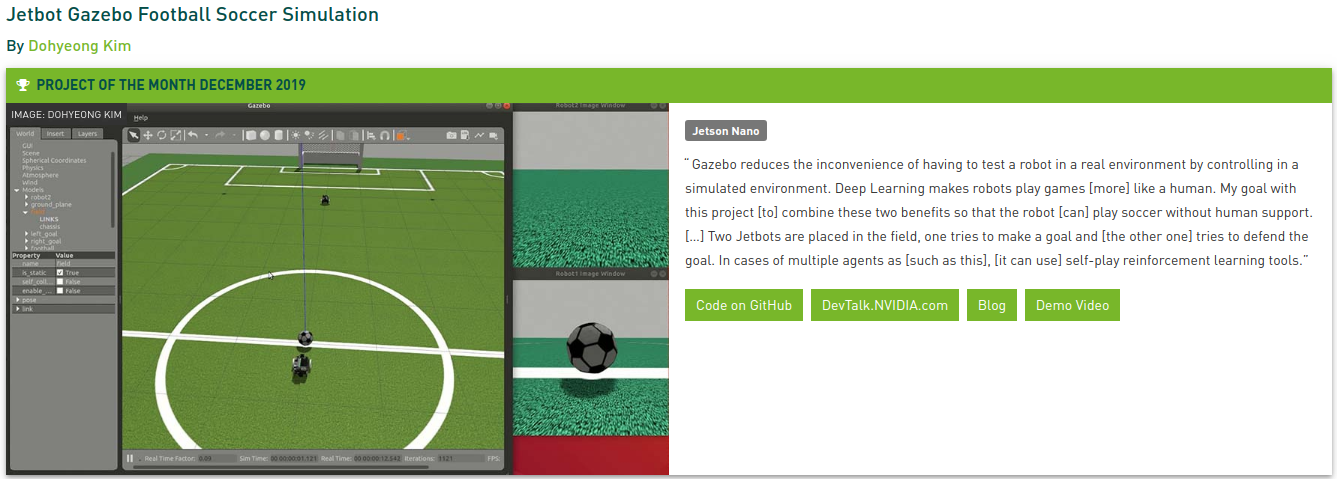 Jetbot Gazebo Football Soccer Simulation
By Dohyeong Kim
PROJECT OF THE MONTH DECEMBER 2019
IMAGE: DOHYEONG KIM
Gazebo
Help
World Insert Layers
GUI
Scene
Spherical Coordinates
Physics
Atmosphere
Wind
Models
robot2
ground_plane
LINKS
chassis
left_goal
right_goal
football
Property Value
name field
is_static True
self_coll... False
enable_... False
pose
link
Real Time Factor: 0.09 Sim Time: 00:00:00:01.121 Real Time: 00:00:00:12.542 Iterations: 1121 FPS:
Robot2 Image Window
Robot1 Image Window
Jetson Nano
“ Gazebo reduces the inconvenience of having to test a robot in a real environment by controlling in a
simulated environment. Deep Learning makes robots play games [more] like a human. My goal with
this project [to] combine these two benefits so that the robot [can] play soccer without human support.
[...] Two Jetbots are placed in the field, one tries to make a goal and [the other one] tries to defend the
goal. In cases of multiple agents as [such as this], [it can use] self-play reinforcement learning tools.”
Code on GitHub
DevTalk.NVIDIA.com
Blog
Demo Video